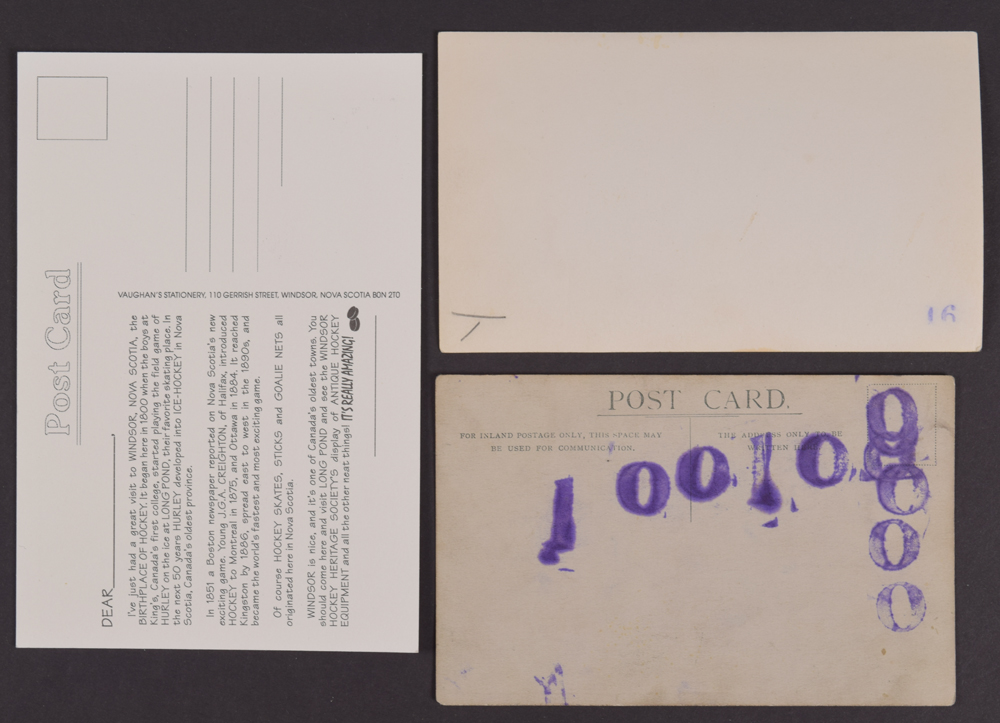 Post Card
VAUGHAN'S STATIONERY, 110 GERRISH STREET, WINDSOR, NOVA SCOTIA B0N 2T0
DEAR ,
I've just had a great visit to WINDSOR, NOVA SCOTIA, the
BIRTHPLACE OF HOCKEY. It began here in 1800 when the boys at
King's, Canada's first college, started playing the field game of
HURLEY on the ice at LONG POND, their favorite skating place. In
the next 50 years HURLEY developed into ICE-HOCKEY in Nova
Scotia, Canada's oldest province.
In 1851 a Boston newspaper reported on Nova Scotia's new
exciting game. Young J.G.A. CREIGHTON, of Halifax, introduced
HOCKEY to Montreal in 1875, and Ottawa in 1884. It reached
Kingston by 1886, spread east to west in the 1890s, and
became the world's fastest and most exciting game.
Of course HOCKEY SKATES, STICKS and GOALIE NETS all
originated here in Nova Scotia.
WINDSOR is nice, and it's one of Canada's oldest towns. You
should come here and visit LONG POND and see the WINDSOR
HOCKEY HERITAGE SOCIETY'S display of ANTIQUE HOCKEY
EQUIPMENT and all the other neat things! IT'S REALLY AMAZING!
16
POST CARD.
FOR INLAND POSTAGE ONLY, THIS SPACE MAY
BE USED FOR COMMUNICATION.
THE ADDRESS ONLY TO BE
WRITTEN
1 0 0 1 0
0
0
0